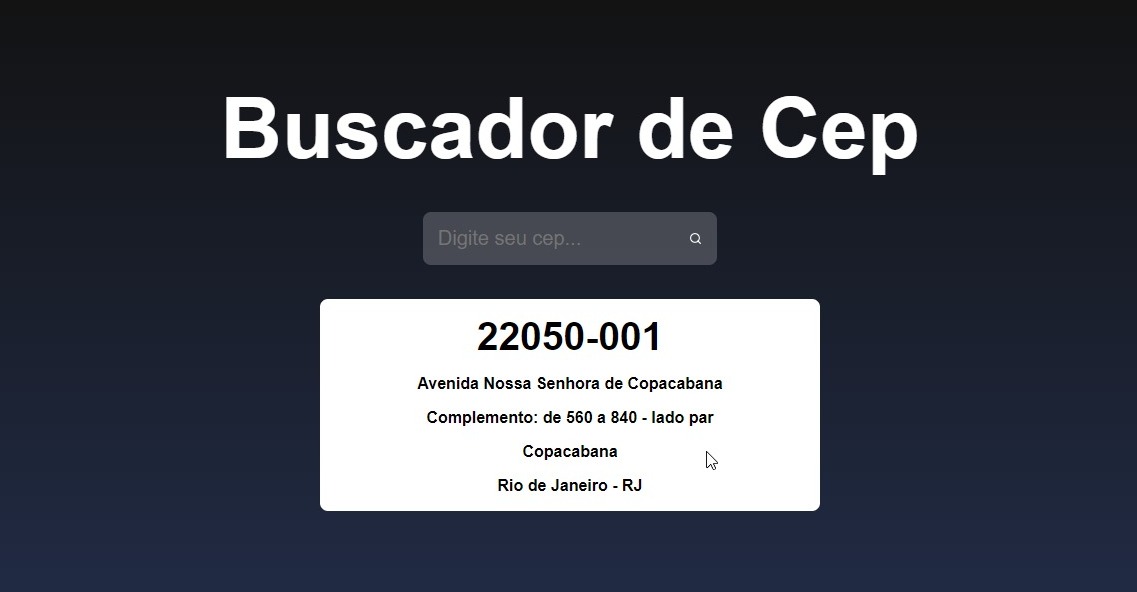 Buscador de Cep
Digite seu cep...
22050-001
Avenida Nossa Senhora de Copacabana
Complemento: de 560 a 840 - lado par
Copacabana
Rio de Janeiro - RJ